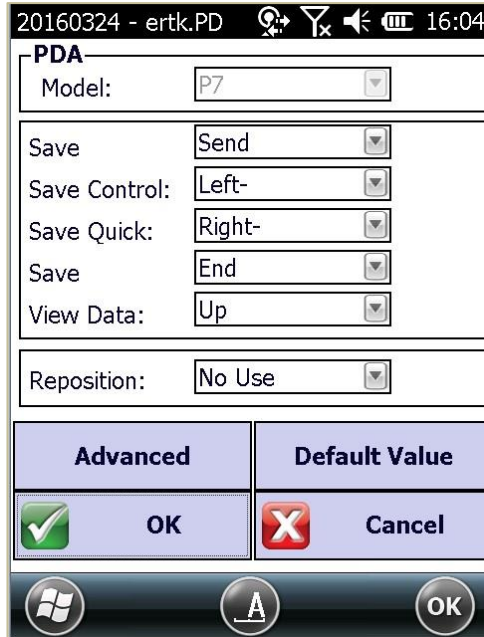 20160324 - ertk.PD 16:04
PDA
Model: P7
Save Send
Save Control: Left-
Save Quick: Right-
Save End
View Data: Up
Reposition: No Use
Advanced Default Value
OK Cancel
A OK